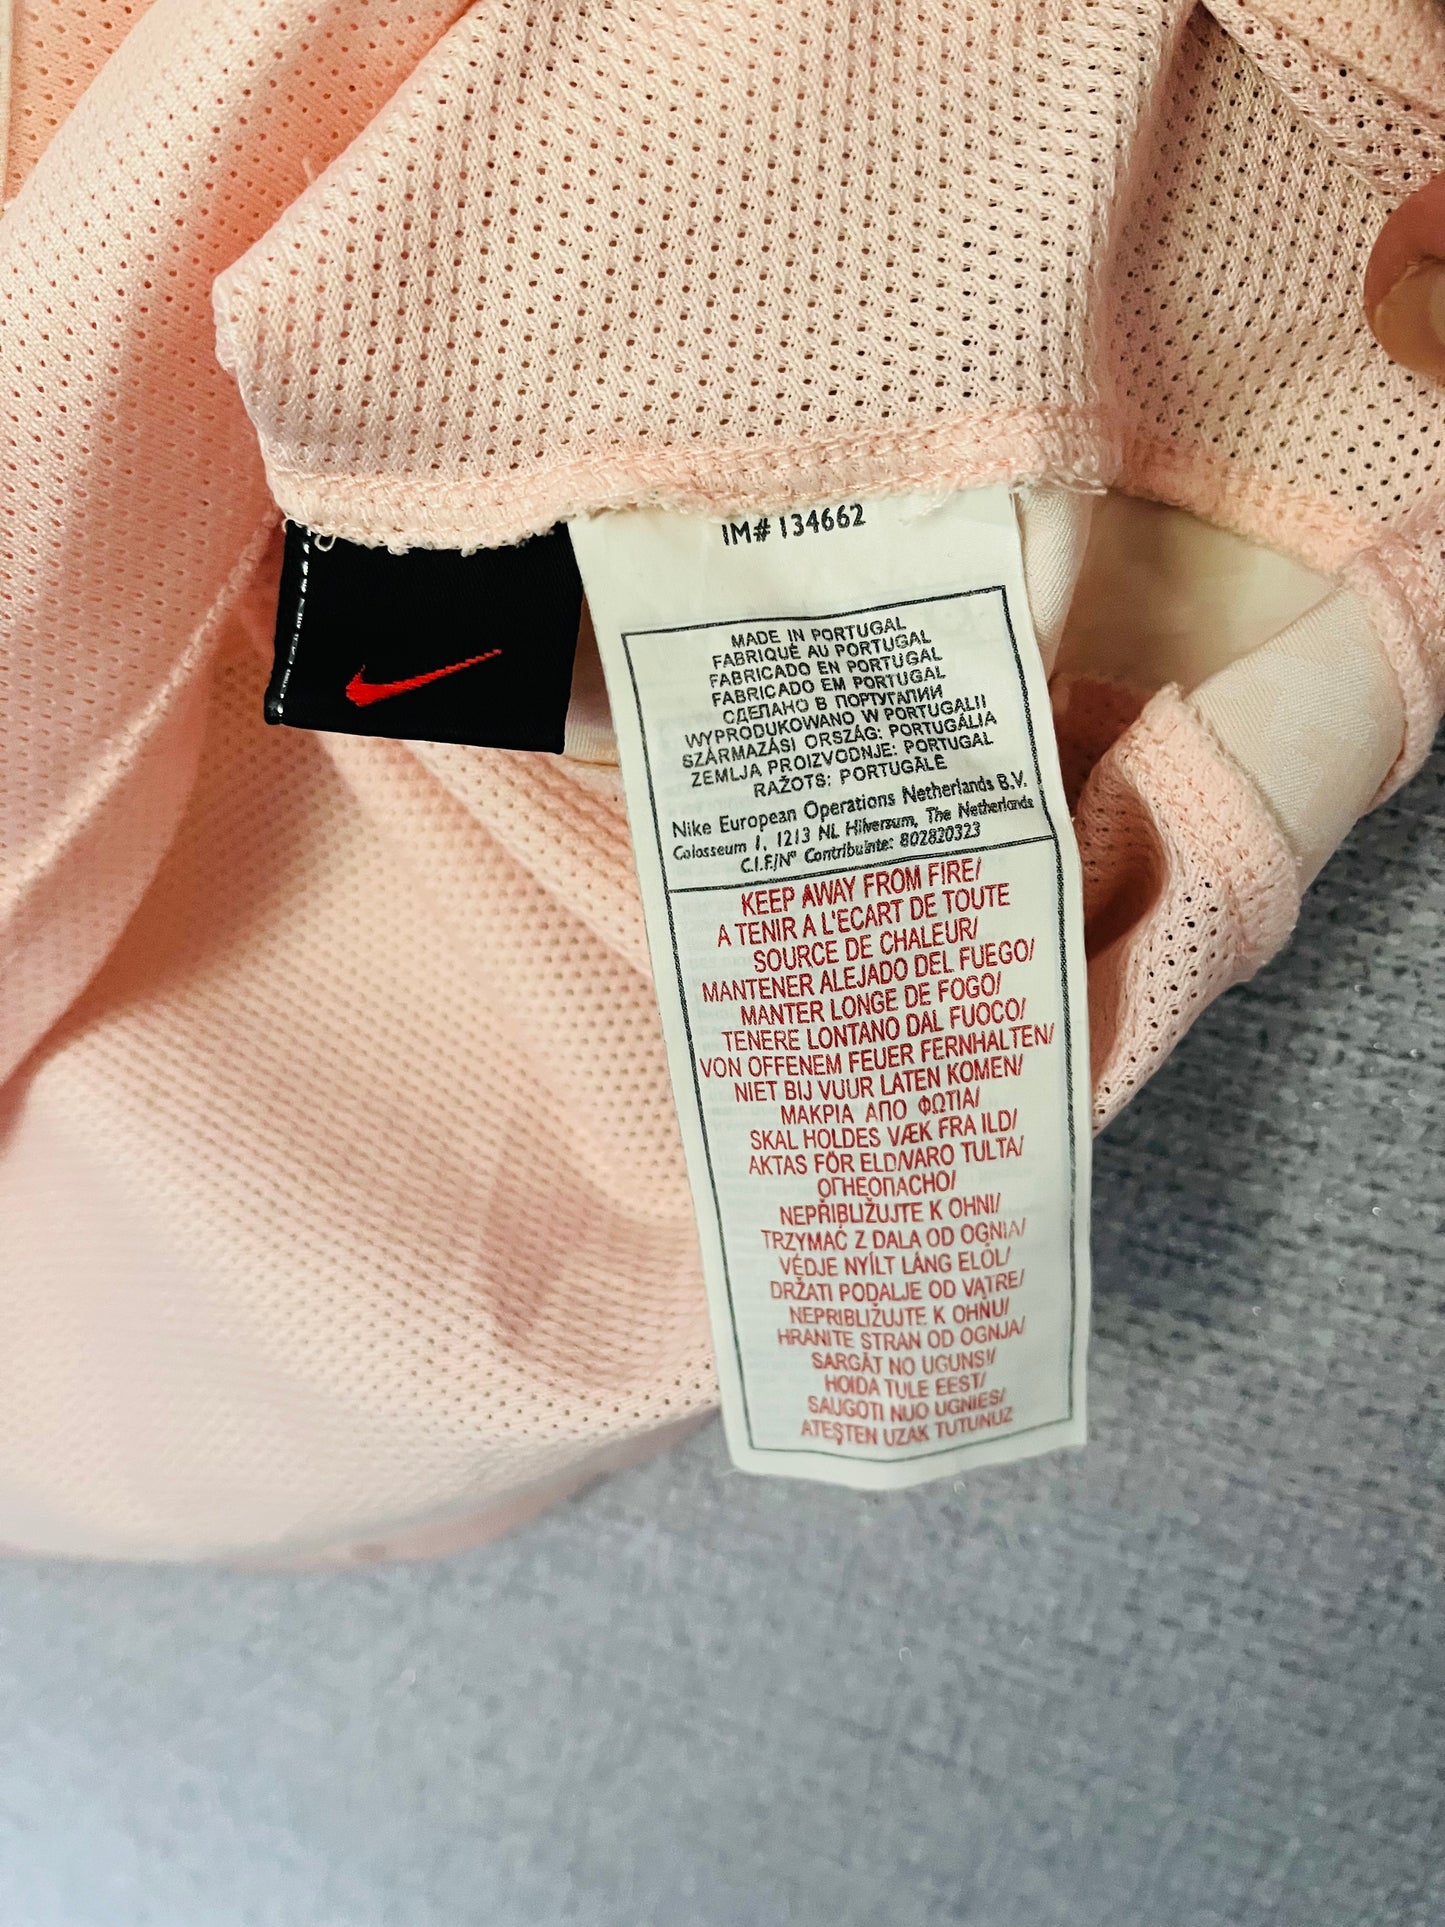 IM# 134662
MADE IN PORTUGAL
FABRIQUÉ AU PORTUGAL
FABRICADO EN PORTUGAL
FABRICADO EM PORTUGAL
СДЕЛАНО В ПОРТУГАЛИИ
WYPRODUKOWANO W PORTUGALII
SZÁRMAZÁSI ORSZÁG: PORTUGÁLIA
ZEMLJA PROIZVODNJE: PORTUGAL
RAŽOTS: PORTUGĀLE
Nike European Operations Netherlands B.V.
Colosseum 1, 1213 NL Hilversum, The Netherlands
C.I.F./N° Contribuinte: 802820323
KEEP AWAY FROM FIRE/
A TENIR A L'ECART DE TOUTE
SOURCE DE CHALEUR/
MANTENER ALEJADO DEL FUEGO/
MANTER LONGE DE FOGO/
TENERE LONTANO DAL FUOCO/
VON OFFENEM FEUER FERNHALTEN/
NIET BIJ VUUR LATEN KOMEN/
ΜΑΚΡΙΑ ΑΠΟ ΦΩΤΙΑ/
SKAL HOLDES VÆK FRA ILD/
AKTAS FÖR ELD/VARO TULTA/
ОГНЕОПАСНО/
NEPŘIBLIŽUJTE K OHNI/
TRZYMAĆ Z DALA OD OGNIA/
VÉDJE NYÍLT LÁNG ELÖL/
DRŽATI PODALJE OD VATRE/
NEPRIBLIŽUJTE K OHŇU/
HRANITE STRAN OD OGNJA/
SARGĀT NO UGUNS!/
HOIDA TULE EEST/
SAUGOTI NUO UGNIES/
ATEŞTEN UZAK TUTUNUZ